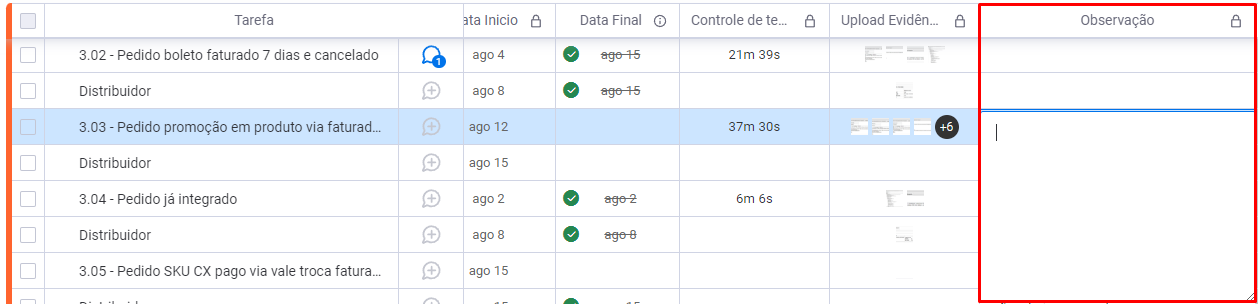 Tarefa ata Inicio Data Final Controle de te... Upload Evidên... Observação
3.02 - Pedido boleto faturado 7 dias e cancelado 1 ago 4 ago 15 21m 39s
Distribuidor ago 8 ago 15
3.03 - Pedido promoção em produto via faturad... ago 12 37m 30s +6
Distribuidor ago 15
3.04 - Pedido já integrado ago 2 ago 2 6m 6s
Distribuidor ago 8 ago 8
3.05 - Pedido SKU CX pago via vale troca fatura... ago 15